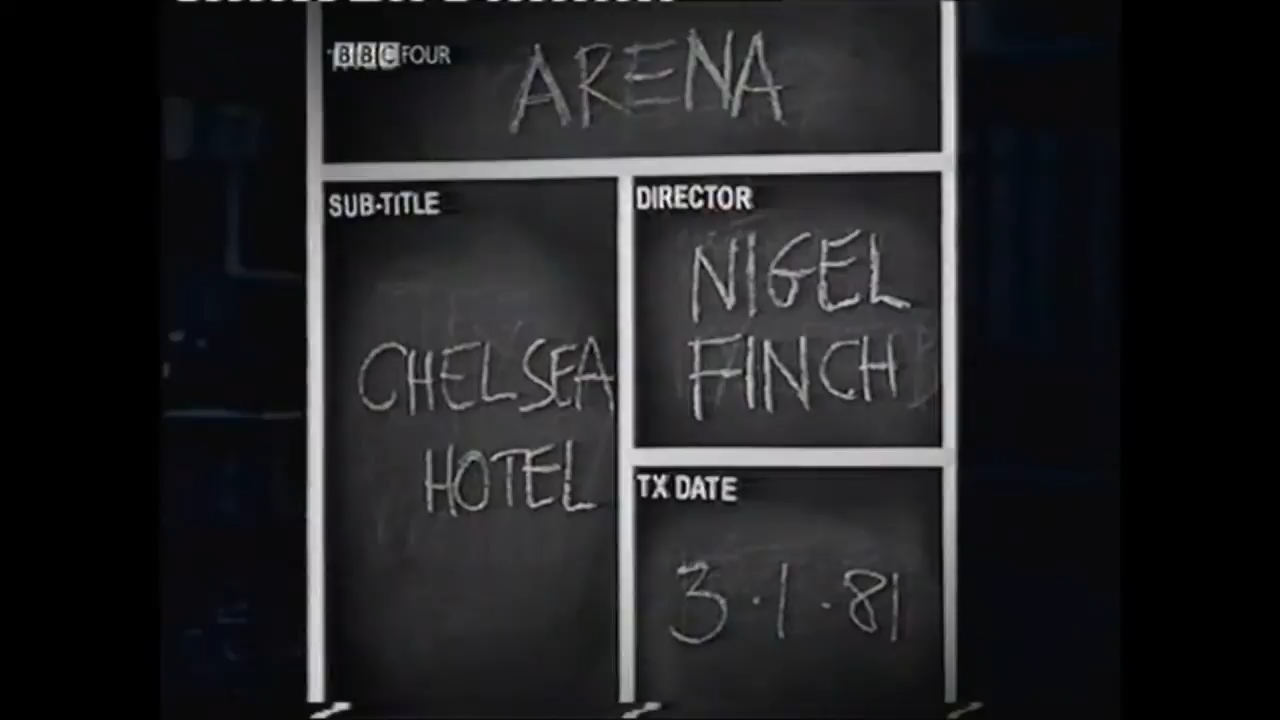 BBC FOUR
ARENA
SUB-TITLE
DIRECTOR
NIGEL
FINCH
CHELSEA
HOTEL
TX DATE
3·1·81